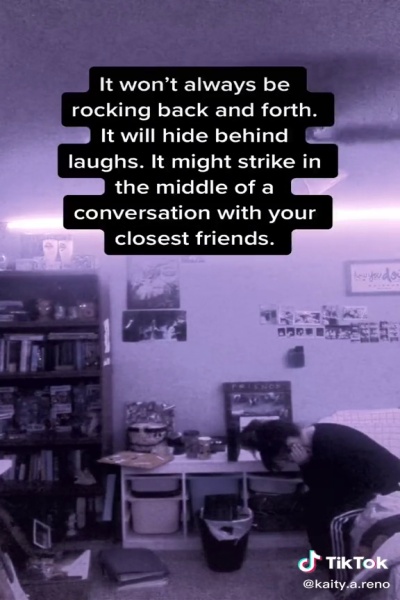 It won’t always be
rocking back and forth.
It will hide behind
laughs. It might strike in
the middle of a
conversation with your
closest friends.
FRIENDS
TikTok
@kaity.a.reno